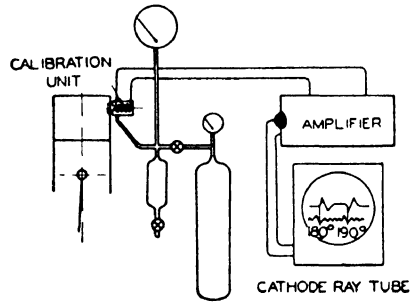 CALIBRATION
UNIT
AMPLIFIER
180° 190°
CATHODE RAY TUBE